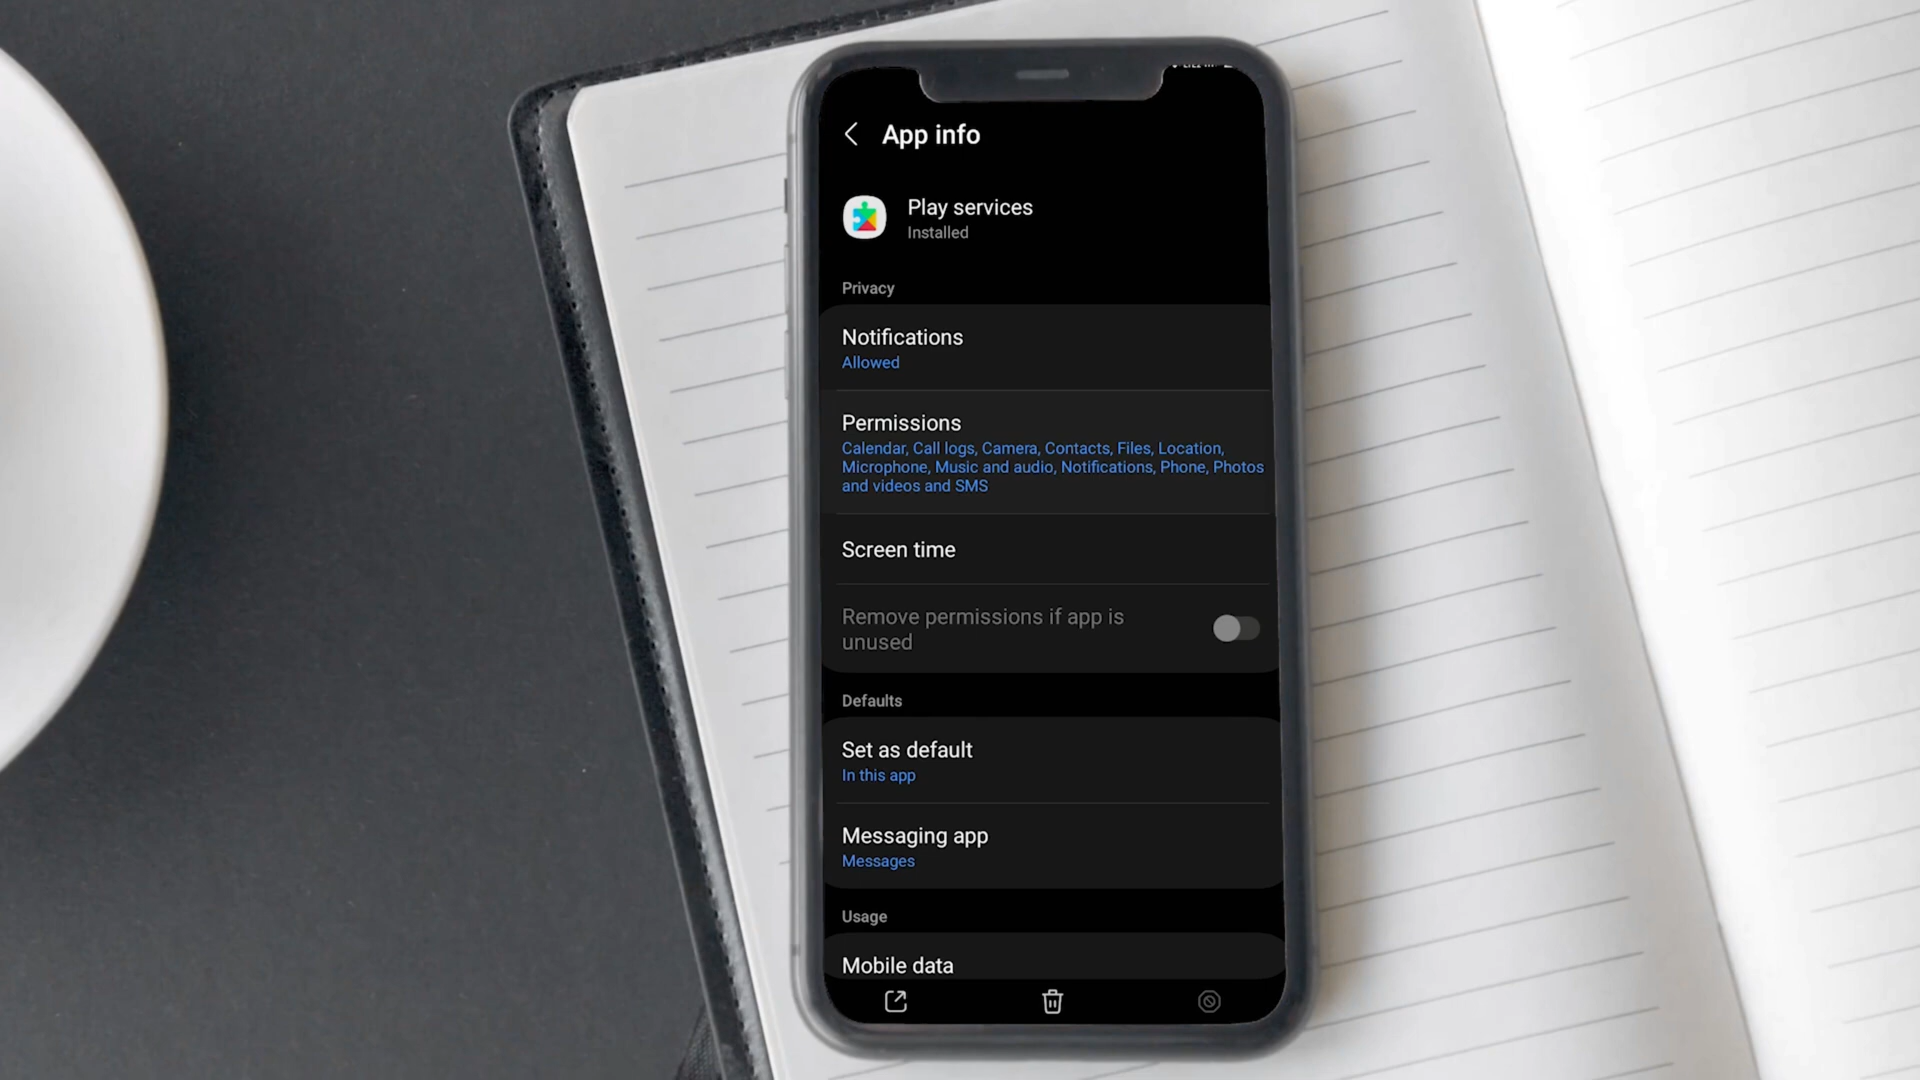 App info
Play services
Installed
Privacy
Notifications
Allowed
Permissions
Calendar, Call logs, Camera, Contacts, Files, Location,
Microphone, Music and audio, Notifications, Phone, Photos
and videos and SMS
Screen time
Remove permissions if app is
unused
Defaults
Set as default
In this app
Messaging app
Messages
Usage
Mobile data